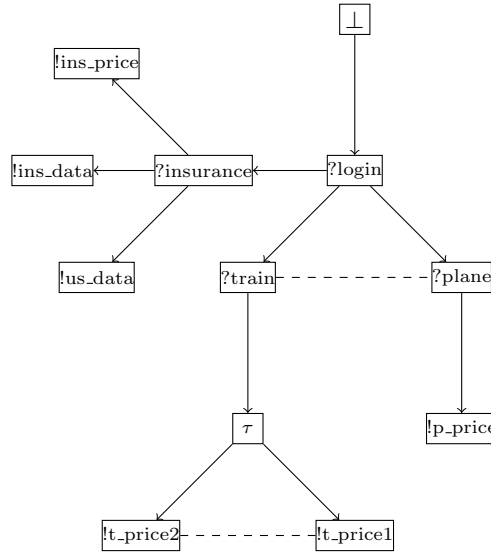 ⊥
!ins_price
!ins_data
?insurance
?login
!us_data
?train
?plane
τ
!p_price
!t_price2
!t_price1